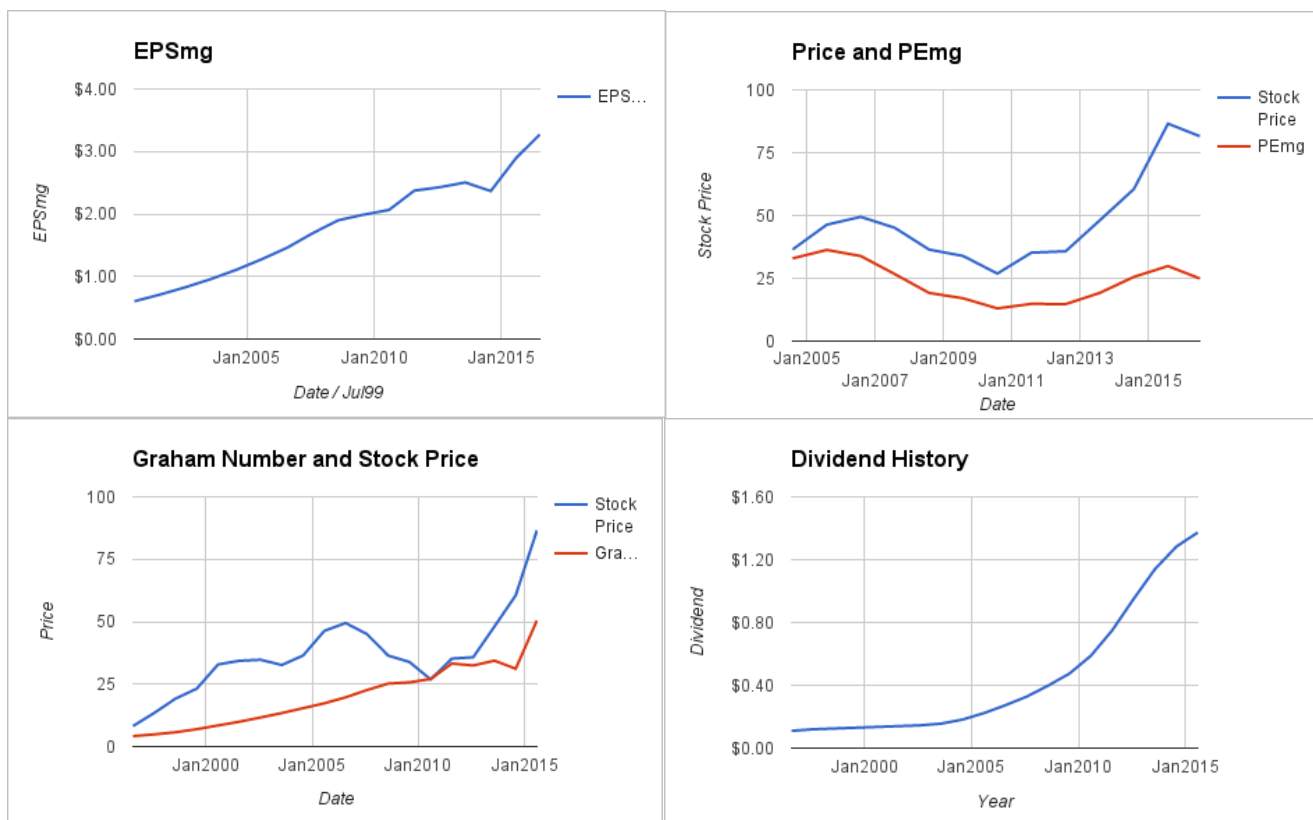 EPSmg
$4.00
$3.00
$2.00
$1.00
$0.00
EPSmg
EPS...
Jan2005
Jan2010
Jan2015
Date / Jul99
Price and PEmg
100
75
50
25
0
Stock Price
Stock
Price
PEmg
Jan2005
Jan2009
Jan2013
Jan2007
Jan2011
Jan2015
Date
Graham Number and Stock Price
100
75
50
25
0
Price
Stock
Price
Gra...
Jan2000
Jan2005
Jan2010
Jan2015
Date
Dividend History
$1.60
$1.20
$0.80
$0.40
$0.00
Dividend
Jan2000
Jan2005
Jan2010
Jan2015
Year